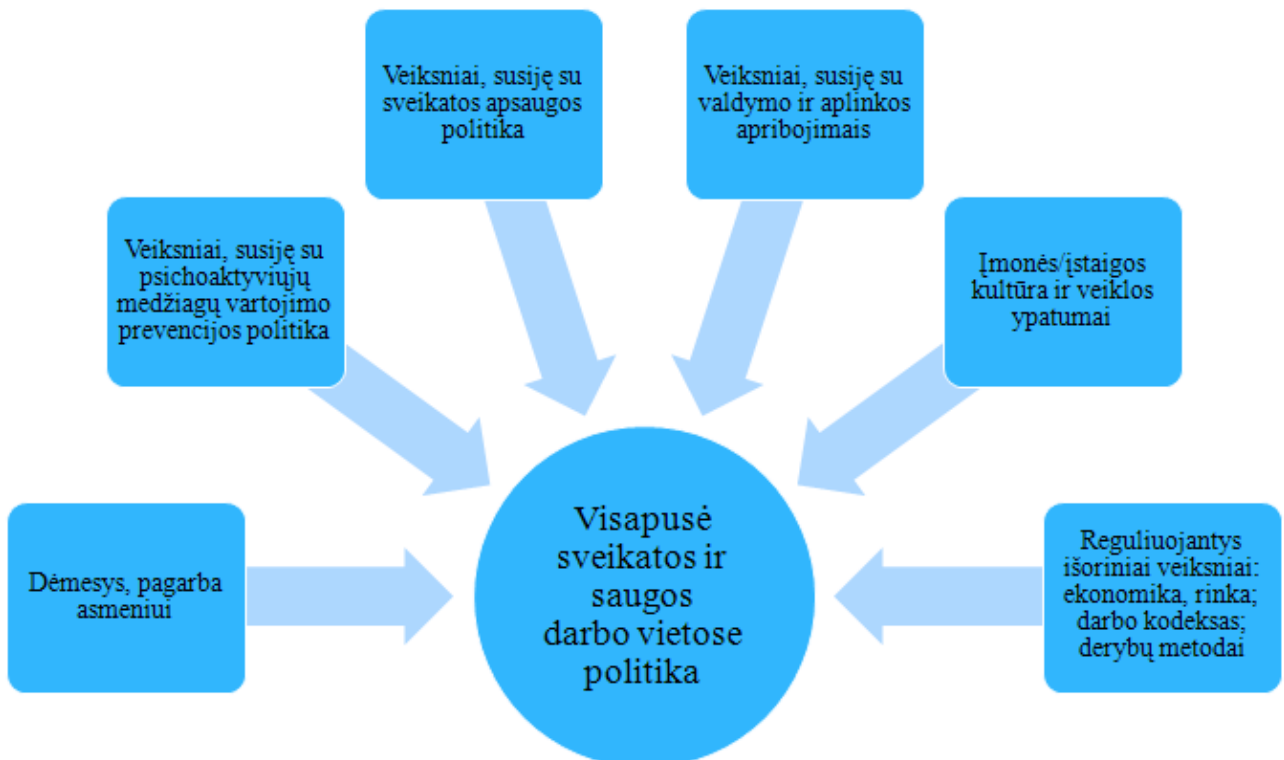 Veiksniai, susiję su
sveikatos apsaugos
politika
Veiksniai, susiję su
valdymo ir aplinkos
apribojimais
Veiksniai, susiję su
psichoaktyviųjų
medžiagų vartojimo
prevencijos politika
Įmonės/įstaigos
kultūra ir veiklos
ypatumai
Dėmesys, pagarba
asmeniui
Visapusė
sveikatos ir
saugos
darbo vietose
politika
Reguliuojantys
išoriniai veiksniai:
ekonomika, rinka;
darbo kodeksas;
derybų metodai